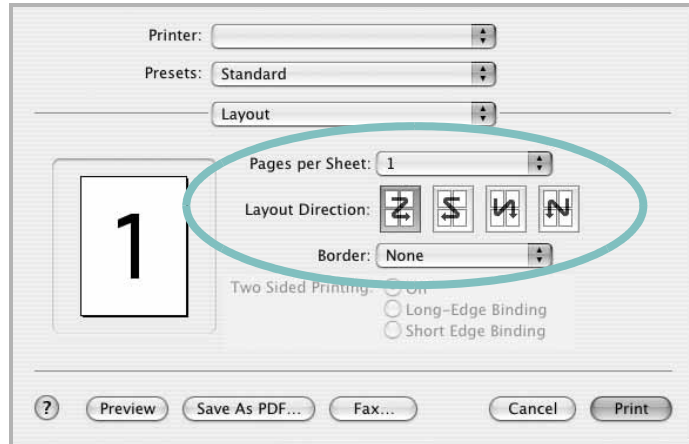 Printer:
Presets: Standard
Layout
Pages per Sheet: 1
1
Layout Direction:
Border: None
Two Sided Printing: Off
Long-Edge Binding
Short Edge Binding
? Preview Save As PDF... Fax... Cancel Print